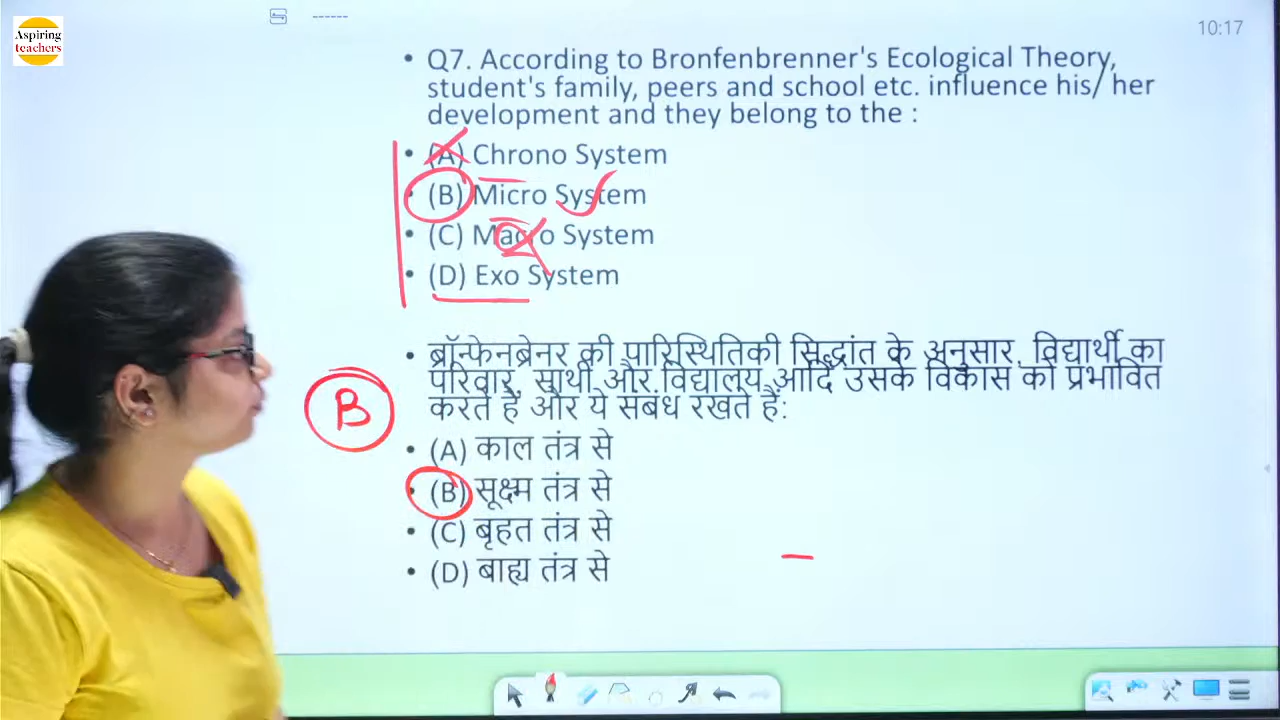 Aspiring
teachers
10:17
• Q7. According to Bronfenbrenner's Ecological Theory,
student's family, peers and school etc. influence his/ her
development and they belong to the :
• (A) Chrono System
• (B) Micro System
• (C) Macro System
• (D) Exo System
• ब्रॉन्फेनब्रेनर की पारिस्थितिकी सिद्धांत के अनुसार, विद्यार्थी का
परिवार, साथी और विद्यालय आदि उसके विकास को प्रभावित
करते हैं और ये संबंध रखते हैं:
B
• (A) काल तंत्र से
• (B) सूक्ष्म तंत्र से
• (C) बृहत तंत्र से
• (D) बाह्य तंत्र से